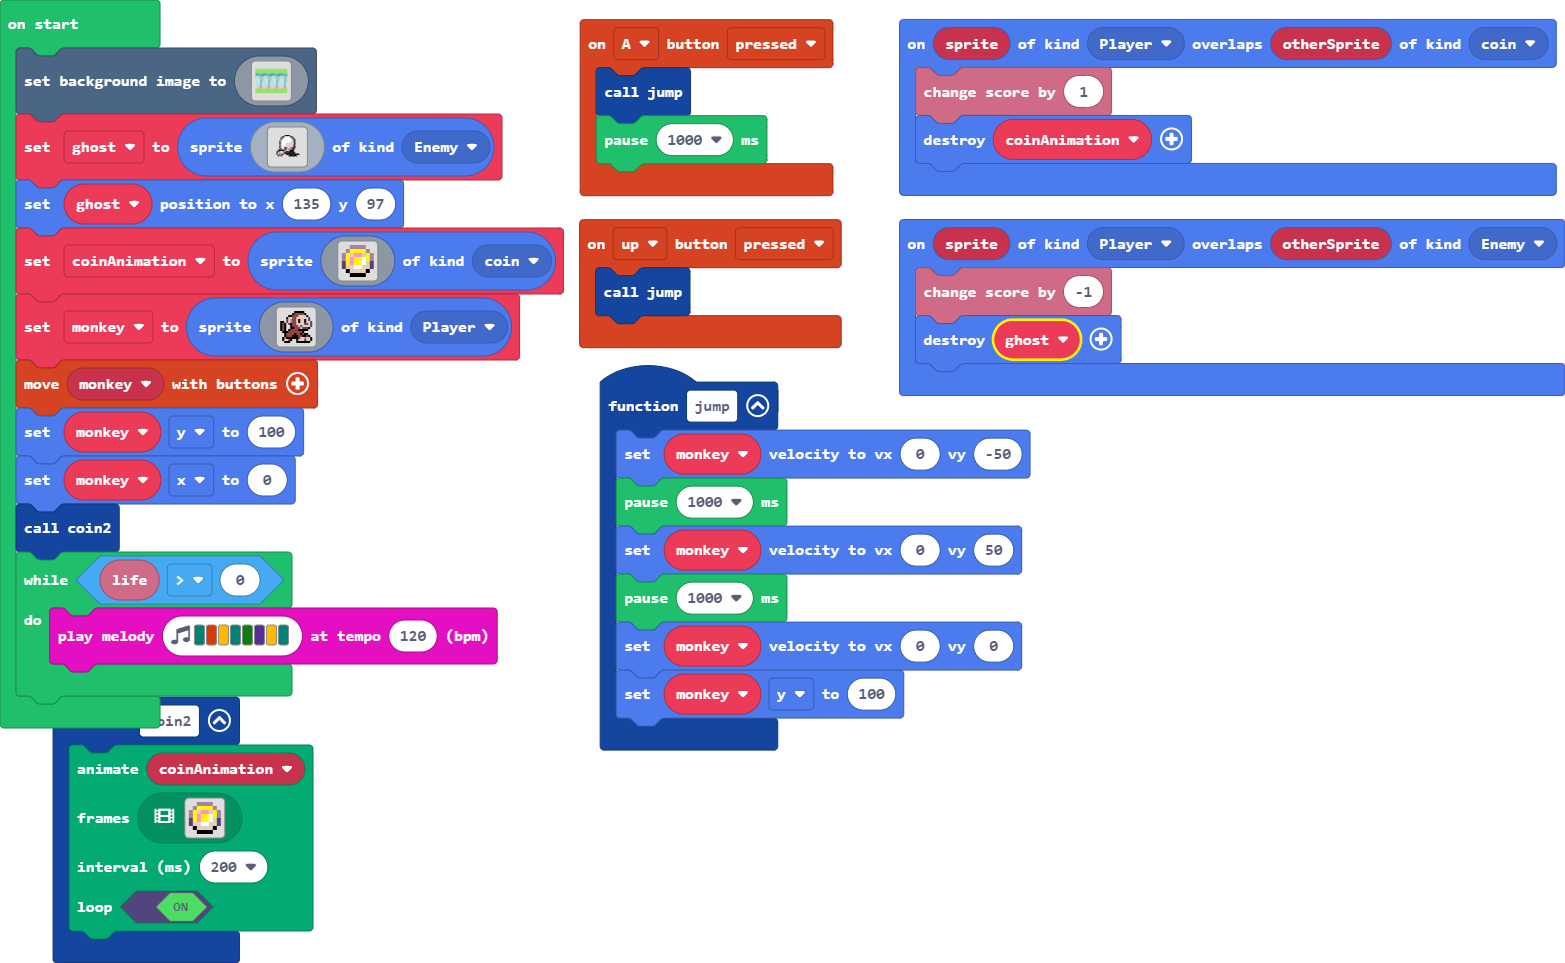 on start
set background image to
set ghost to sprite of kind Enemy
set ghost position to x 135 y 97
set coinAnimation to sprite of kind coin
set monkey to sprite of kind Player
move monkey with buttons
set monkey y to 100
set monkey x to 0
call coin2
while life > 0
do
play melody at tempo 120 (bpm)
oin2
animate coinAnimation
frames
interval (ms) 200
loop ON
on A button pressed
call jump
pause 1000 ms
on up button pressed
call jump
function jump
set monkey velocity to vx 0 vy -50
pause 1000 ms
set monkey velocity to vx 0 vy 50
pause 1000 ms
set monkey velocity to vx 0 vy 0
set monkey y to 100
on sprite of kind Player overlaps otherSprite of kind coin
change score by 1
destroy coinAnimation
on sprite of kind Player overlaps otherSprite of kind Enemy
change score by -1
destroy ghost